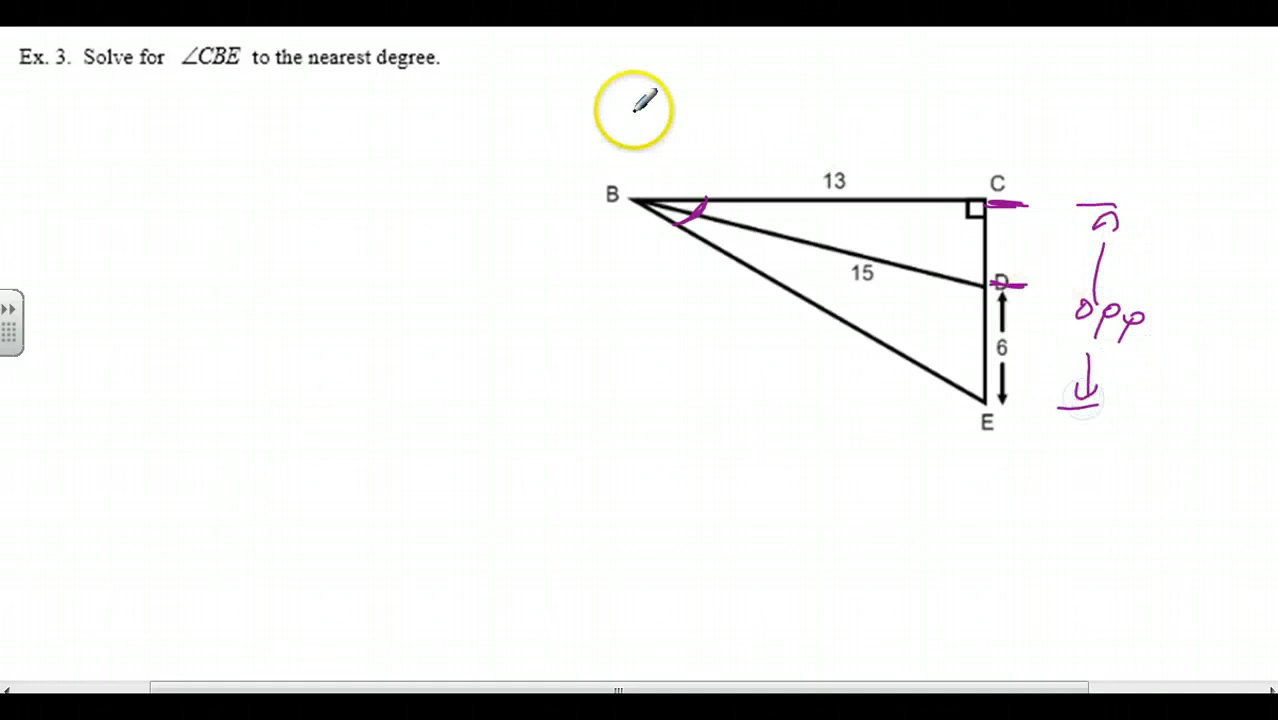 Ex. 3. Solve for ∠CBE to the nearest degree.
13
C
B
15
D
opp
6
E